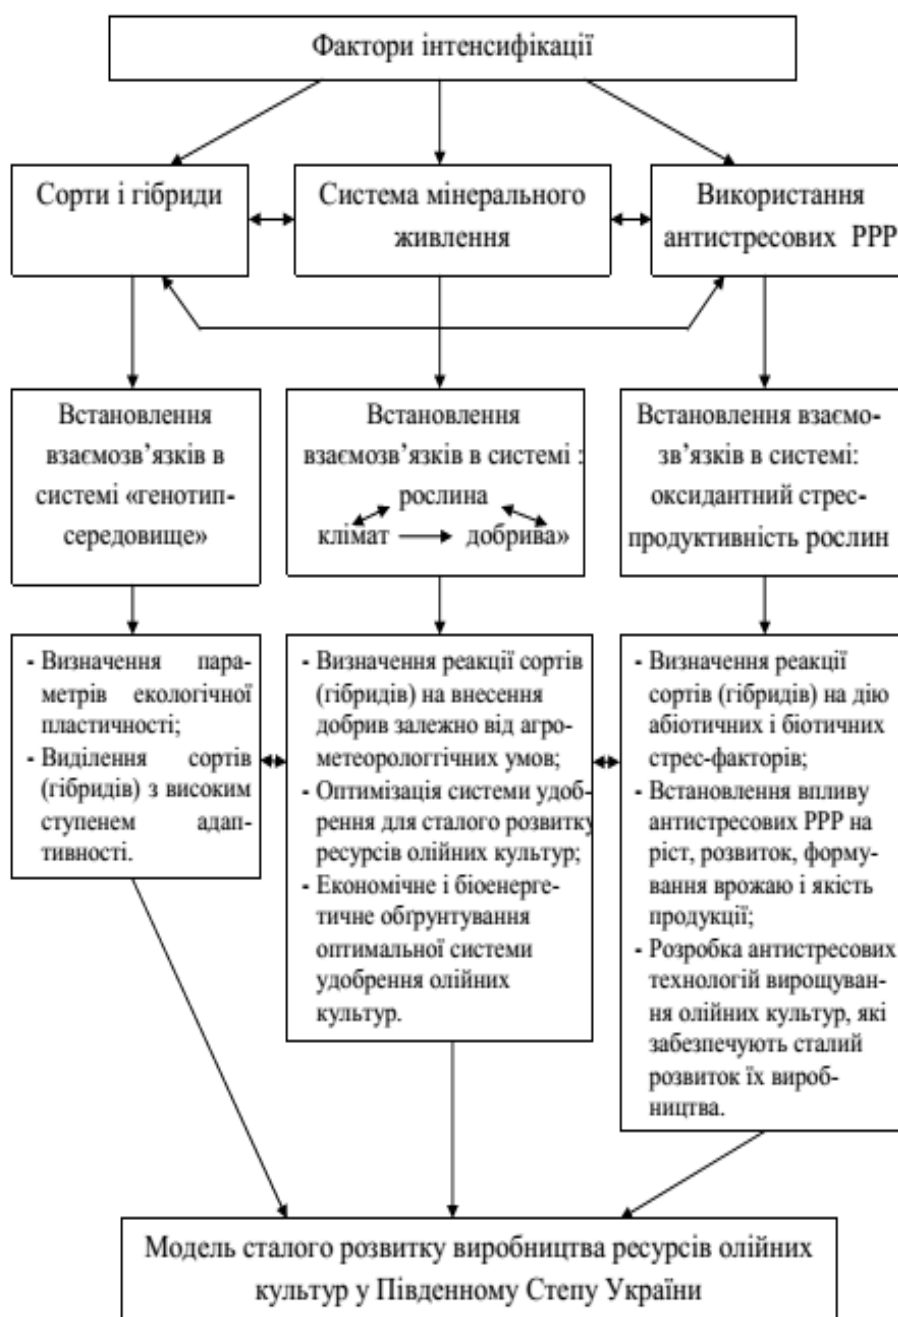 Фактори інтенсифікації
Сорти і гібриди
Система мінерального
живлення
Використання
антистресових РРР
Встановлення
взаємозв’язків в
системі «генотип-
середовище»
Встановлення
взаємозв’язків в системі :
рослина
клімат добрива»
Встановлення взаємо-
зв’язків в системі:
оксидантний стрес-
продуктивність рослин
- Визначення пара-
метрів екологічної
пластичності;
- Виділення сортів
(гібридів) з високим
ступенем адап-
тивності.
- Визначення реакції сортів
(гібридів) на внесення
добрив залежно від агро-
метеорологгічних умов;
- Оптимізація системи удоб-
рення для сталого розвитку
ресурсів олійних культур;
- Економічне і біоенерге-
тичне обґрунтування
оптимальної системи
удобрення олійних
культур.
- Визначення реакції
сортів (гібридів) на дію
абіотичних і біотичних
стрес-факторів;
- Встановлення впливу
антистресових РРР на
ріст, розвиток, форму-
вання врожаю і якість
продукції;
- Розробка антистресових
технологій вирощуван-
ня олійних культур, які
забезпечують сталий
розвиток їх вироб-
ництва.
Модель сталого розвитку виробництва ресурсів олійних
культур у Південному Степу України